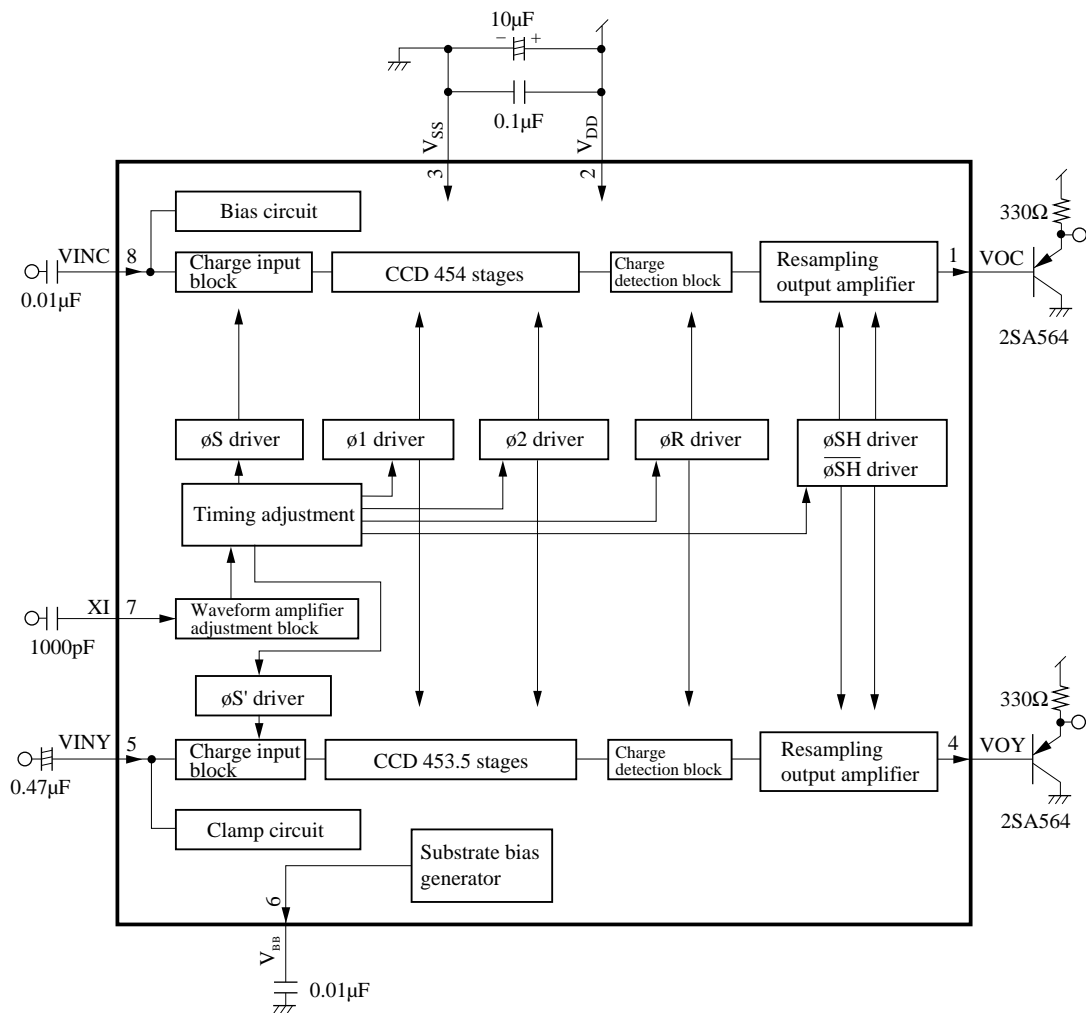 10µF
−
+
0.1µF
VSS
VDD
3
2
Bias circuit
330Ω
VINC
8
Charge input
block
CCD 454 stages
Charge
detection block
Resampling
output amplifier
1
VOC
0.01µF
2SA564
øS driver
ø1 driver
ø2 driver
øR driver
øSH driver
øSH driver
Timing adjustment
XI
7
Waveform amplifier
adjustment block
1000pF
øS' driver
330Ω
VINY
5
Charge input
block
CCD 453.5 stages
Charge
detection block
Resampling
output amplifier
4
VOY
0.47µF
2SA564
Clamp circuit
Substrate bias
generator
6
VBB
0.01µF